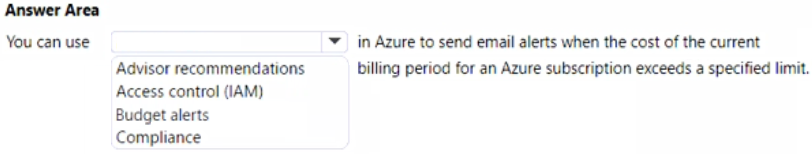 Answer Area
You can use in Azure to send email alerts when the cost of the current
billing period for an Azure subscription exceeds a specified limit.
Advisor recommendations
Access control (IAM)
Budget alerts
Compliance